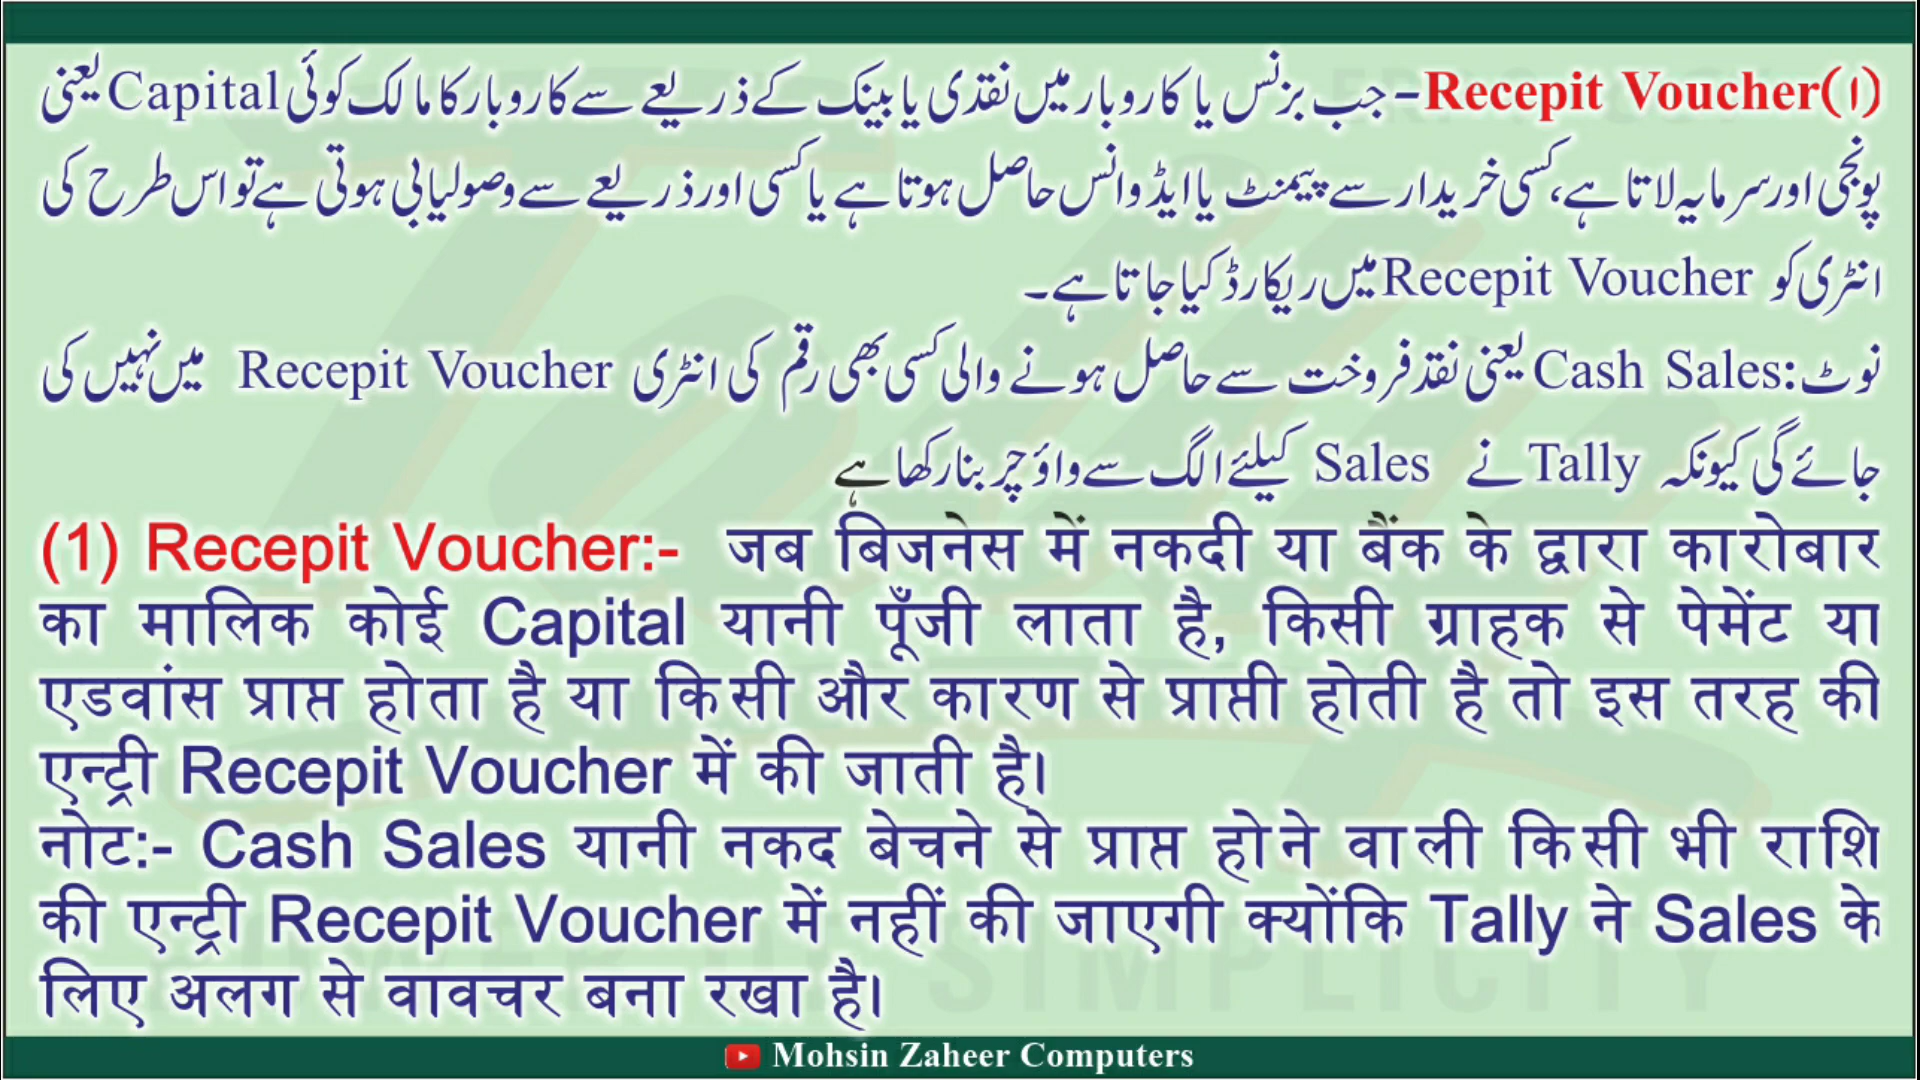 (۱)Recepit Voucher- جب بزنس یا کاروبار میں نقدی یا بینک کے ذریعے سے کاروبار کا مالک کوئی Capital یعنی
پونجی اور سرمایہ لاتا ہے، کسی خریدار سے پیمنٹ یا ایڈوانس حاصل ہوتا ہے یا کسی اور ذریعے سے وصولیابی ہوتی ہے تو اس طرح کی
انٹری کو Recepit Voucher میں ریکارڈ کیا جاتا ہے۔
نوٹ:Cash Sales یعنی نقد فروخت سے حاصل ہونے والی کسی بھی رقم کی انٹری Recepit Voucher میں نہیں کی
جائے گی کیونکہ Tally نے Sales کیلئے الگ سے واؤچر بنا رکھا ہے
(1) Recepit Voucher:- जब बिजनेस में नकदी या बैंक के द्वारा कारोबार
का मालिक कोई Capital यानी पूँजी लाता है, किसी ग्राहक से पेमेंट या
एडवांस प्राप्त होता है या किसी और कारण से प्राप्ती होती है तो इस तरह की
एन्ट्री Recepit Voucher में की जाती है।
नोट:- Cash Sales यानी नकद बेचने से प्राप्त होने वाली किसी भी राशि
की एन्ट्री Recepit Voucher में नहीं की जाएगी क्योंकि Tally ने Sales के
लिए अलग से वावचर बना रखा है।
Mohsin Zaheer Computers